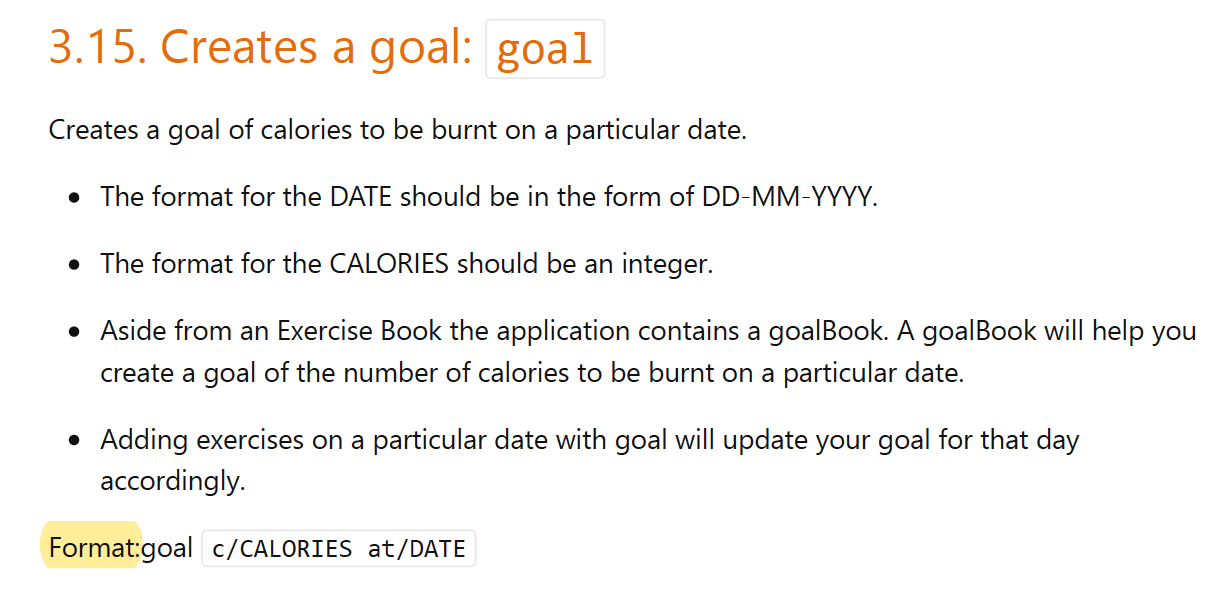 3.15. Creates a goal: goal
Creates a goal of calories to be burnt on a particular date.
• The format for the DATE should be in the form of DD-MM-YYYY.
• The format for the CALORIES should be an integer.
• Aside from an Exercise Book the application contains a goalBook. A goalBook will help you
create a goal of the number of calories to be burnt on a particular date.
• Adding exercises on a particular date with goal will update your goal for that day
accordingly.
Format:goal c/CALORIES at/DATE